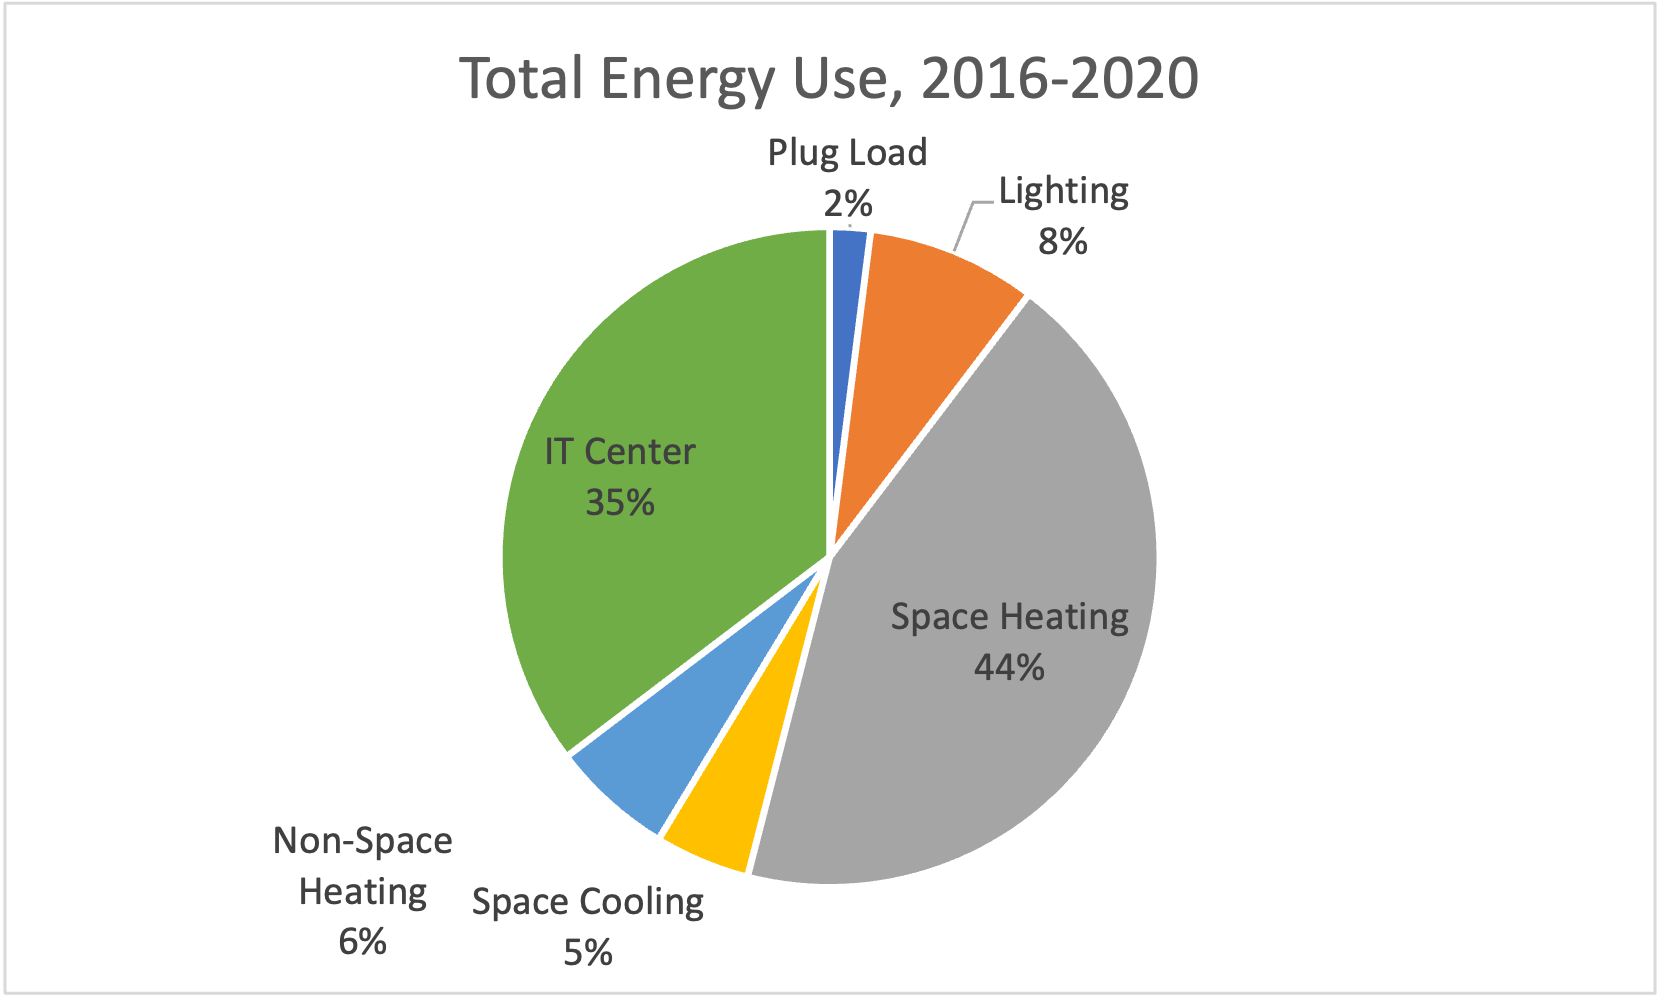 Total Energy Use, 2016-2020
Plug Load
2%
Lighting
8%
IT Center
35%
Space Heating
44%
Non-Space
Heating
6%
Space Cooling
5%